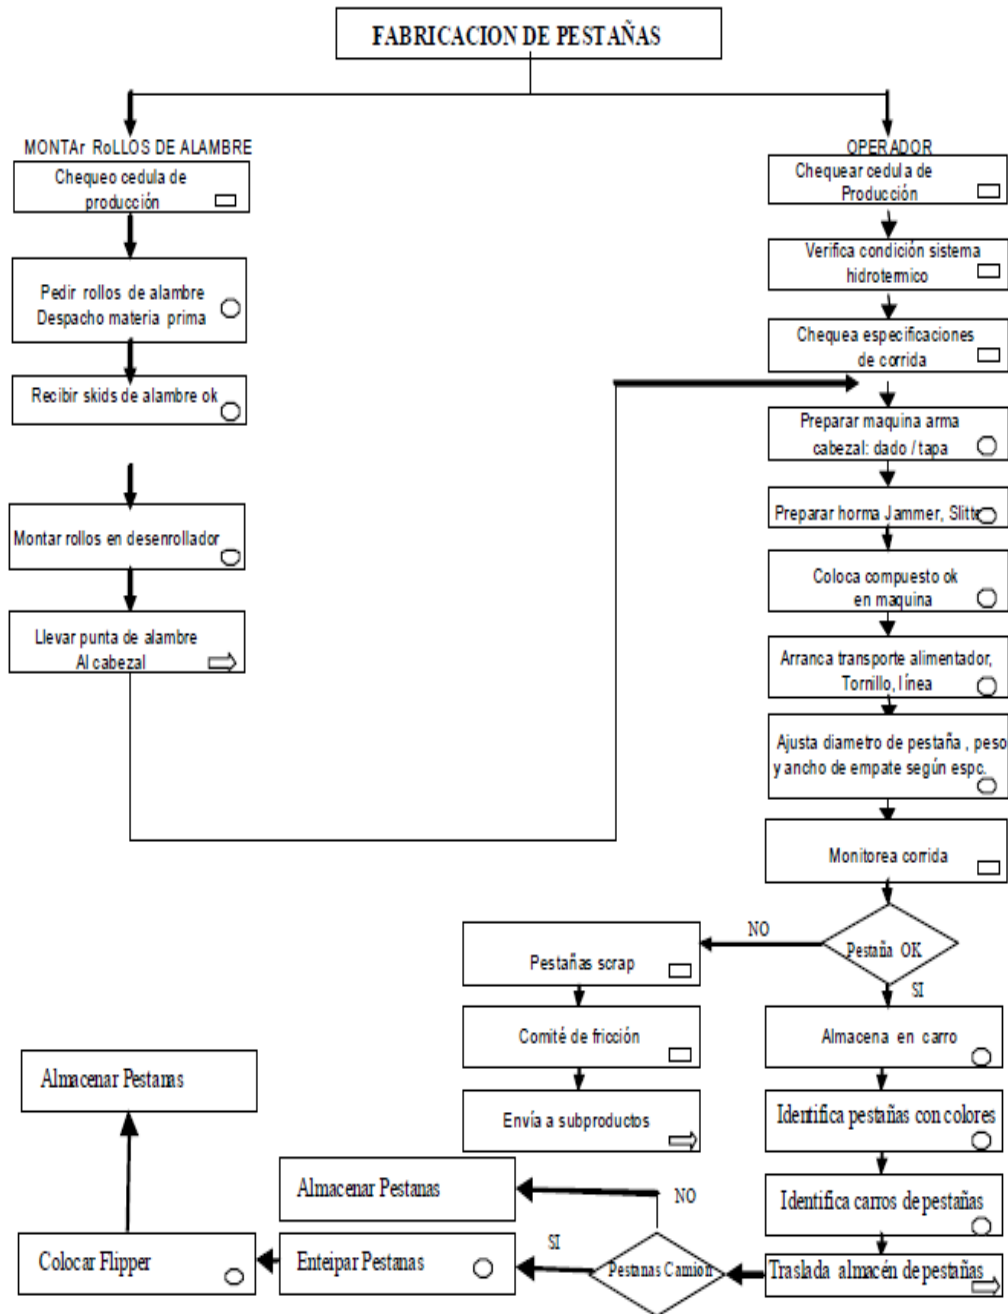 FABRICACION DE PESTAÑAS
MONTAr RoLLOS DE ALAMBRE
Chequeo cedula de
producción
Pedir rollos de alambre
Despacho materia prima
Recibir skids de alambre ok
Montar rollos en desenrollador
Llevar punta de alambre
Al cabezal
OPERADOR
Chequear cedula de
Producción
Verifica condición sistema
hidrotermico
Chequea especificaciones
de corrida
Preparar maquina arma
cabezal: dado / tapa
Preparar horma Jammer,
Coloca compuesto ok
en maquina
Arranca transporte alimentador,
Tornillo, línea
Ajusta diametro de pestaña , peso
y ancho de empate según espc.
Monitorea corrida
Pestaña OK
NO
SI
Pestañas scrap
Comité de fricción
Envía a subproductos
Almacena en carro
Identifica pestañas con colores
Identifica carros de pestañas
Traslada almacén de pestañas
Pestanas Camion
NO
SI
Almacenar Pestanas
Enteipar Pestanas
Colocar Flipper
Almacenar Pestanas